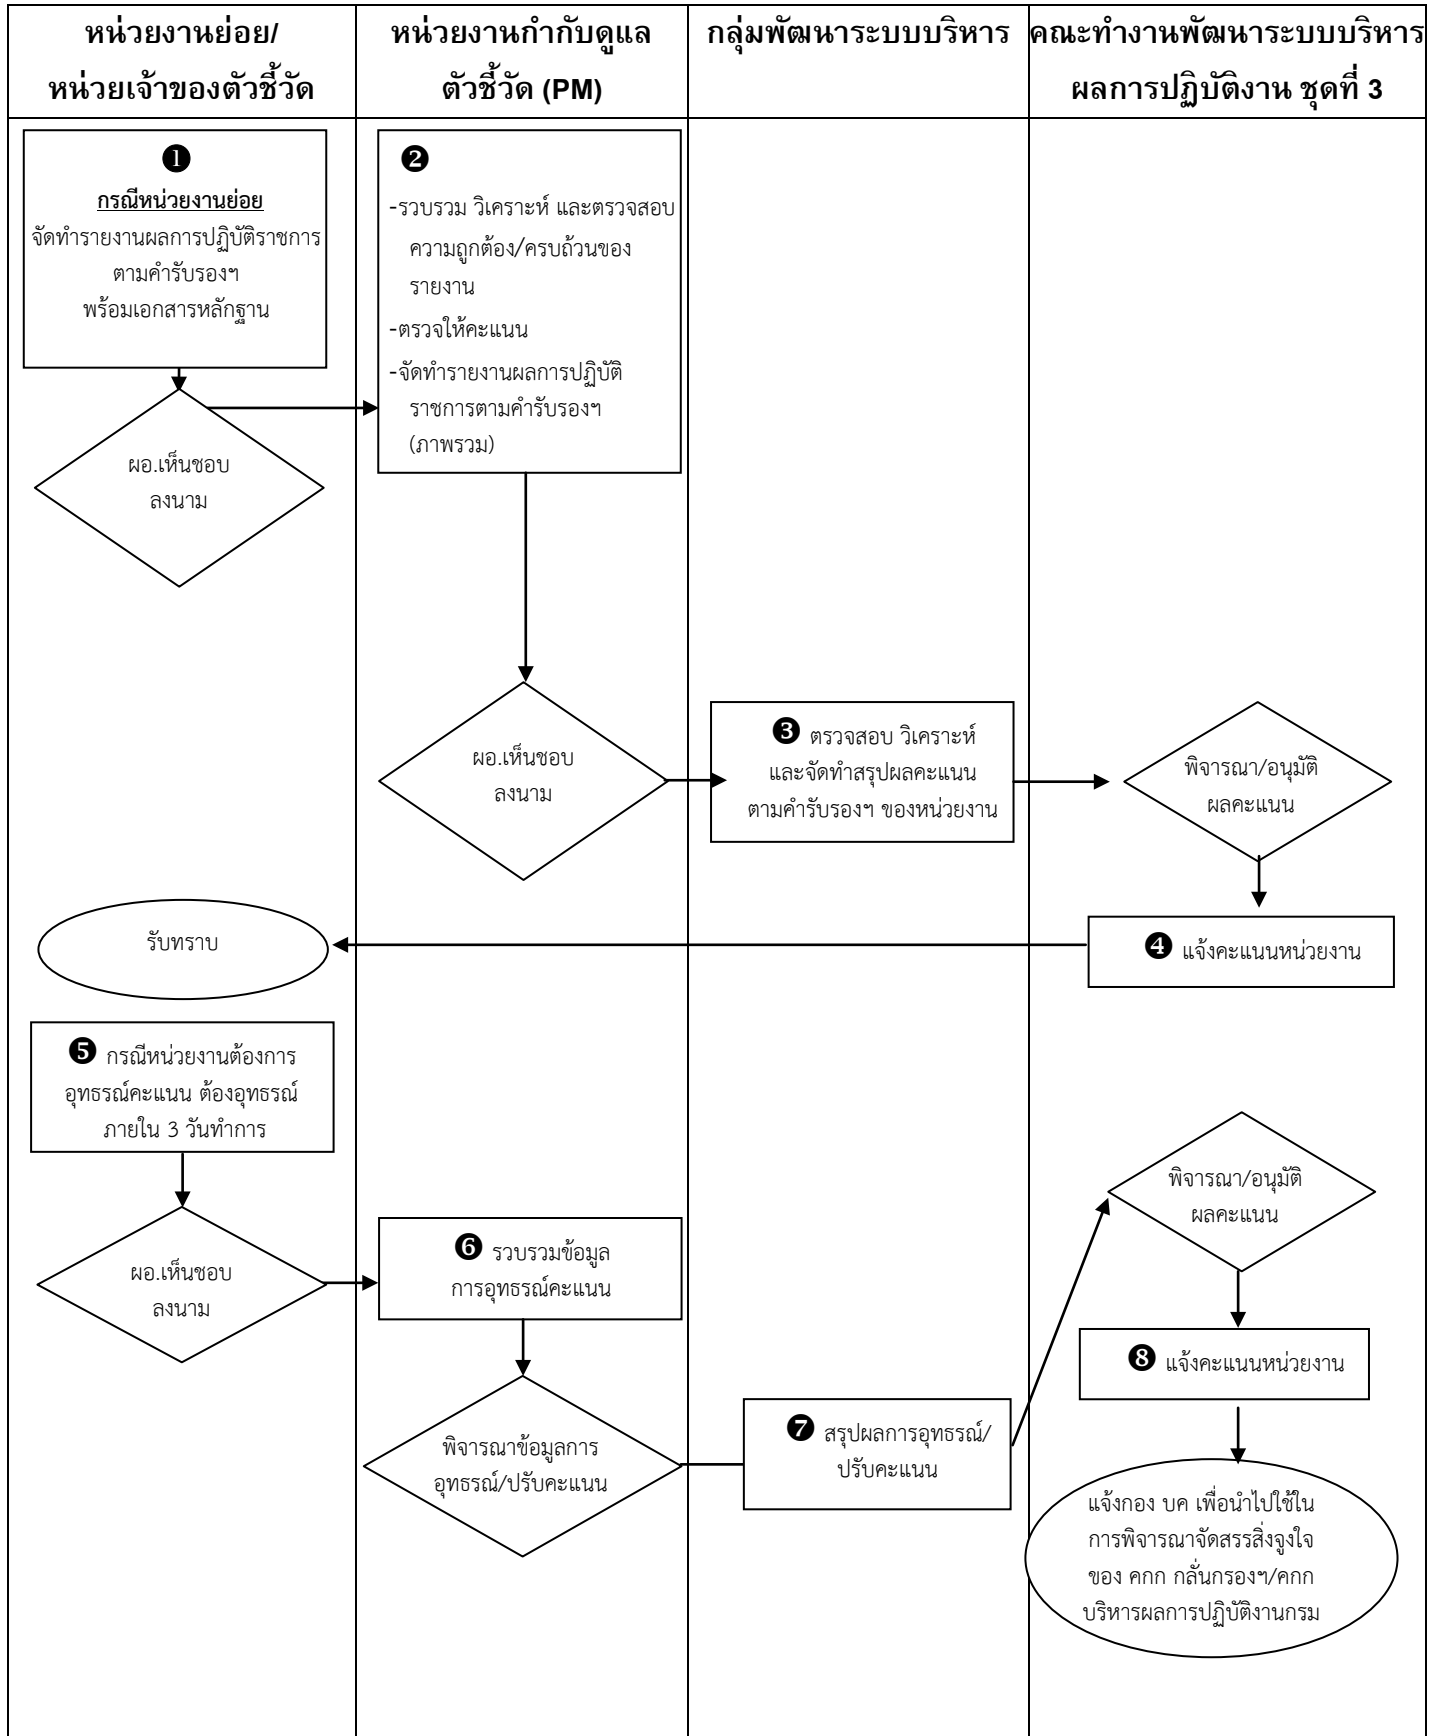 หน่วยงานย่อย/
หน่วยเจ้าของตัวชี้วัด
หน่วยงานกำกับดูแล
ตัวชี้วัด (PM)
กลุ่มพัฒนาระบบบริหาร
คณะทำงานพัฒนาระบบบริหาร
ผลการปฏิบัติงาน ชุดที่ 3
❶
กรณีหน่วยงานย่อย
จัดทำรายงานผลการปฏิบัติราชการ
ตามคำรับรองฯ
พร้อมเอกสารหลักฐาน
ผอ.เห็นชอบ
ลงนาม
❷
-รวบรวม วิเคราะห์ และตรวจสอบ
ความถูกต้อง/ครบถ้วนของ
รายงาน
-ตรวจให้คะแนน
-จัดทำรายงานผลการปฏิบัติ
ราชการตามคำรับรองฯ
(ภาพรวม)
ผอ.เห็นชอบ
ลงนาม
❸ ตรวจสอบ วิเคราะห์
และจัดทำสรุปผลคะแนน
ตามคำรับรองฯ ของหน่วยงาน
พิจารณา/อนุมัติ
ผลคะแนน
❹ แจ้งคะแนนหน่วยงาน
รับทราบ
❺ กรณีหน่วยงานต้องการ
อุทธรณ์คะแนน ต้องอุทธรณ์
ภายใน 3 วันทำการ
ผอ.เห็นชอบ
ลงนาม
❻ รวบรวมข้อมูล
การอุทธรณ์คะแนน
พิจารณาข้อมูลการ
อุทธรณ์/ปรับคะแนน
❼ สรุปผลการอุทธรณ์/
ปรับคะแนน
พิจารณา/อนุมัติ
ผลคะแนน
❽ แจ้งคะแนนหน่วยงาน
แจ้งกอง บค เพื่อนำไปใช้ใน
การพิจารณาจัดสรรสิ่งจูงใจ
ของ คกก กลั่นกรองฯ/คกก
บริหารผลการปฏิบัติงานกรม